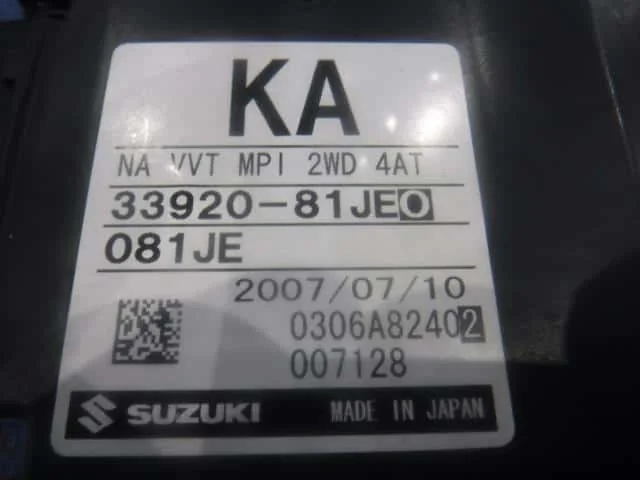 KA
NA VVT MPI 2WD 4AT
33920-81JE0
081JE
2007/07/10
0306A82402
007128
SUZUKI MADE IN JAPAN